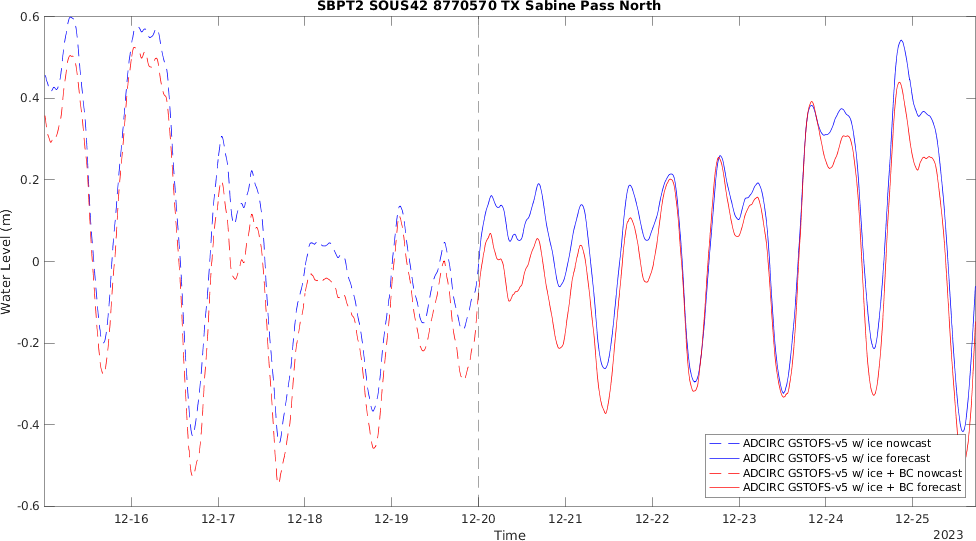 SBPT2 SOUS42 8770570 TX Sabine Pass North
Water Level (m)
0.6
0.4
0.2
0
-0.2
-0.4
-0.6
12-16
12-17
12-18
12-19
12-20
12-21
12-22
12-23
12-24
12-25
Time
2023
ADCIRC GSTOFS-v5 w/ ice nowcast
ADCIRC GSTOFS-v5 w/ ice forecast
ADCIRC GSTOFS-v5 w/ ice + BC nowcast
ADCIRC GSTOFS-v5 w/ ice + BC forecast